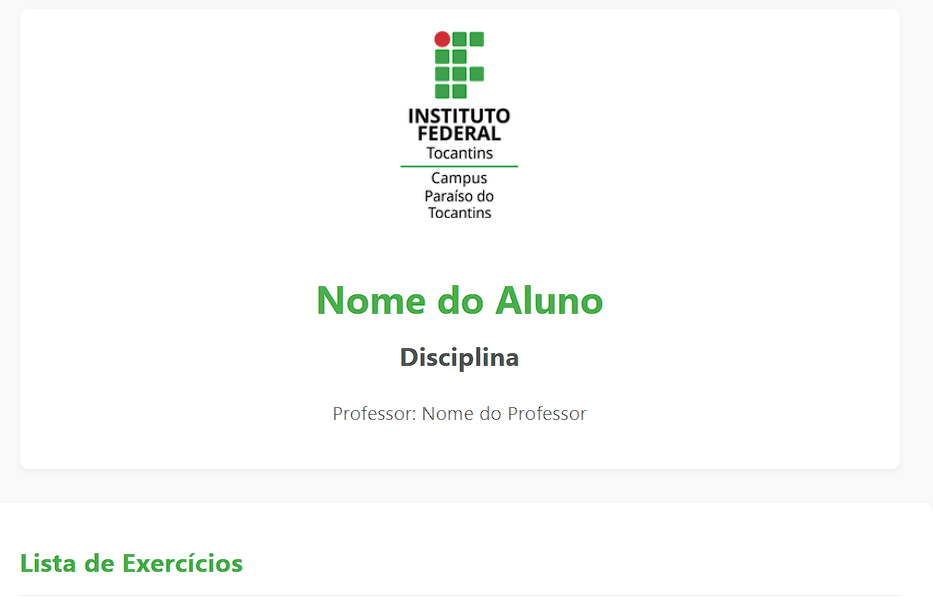 INSTITUTO
FEDERAL
Tocantins
Campus
Paraíso do
Tocantins
Nome do Aluno
Disciplina
Professor: Nome do Professor
Lista de Exercícios